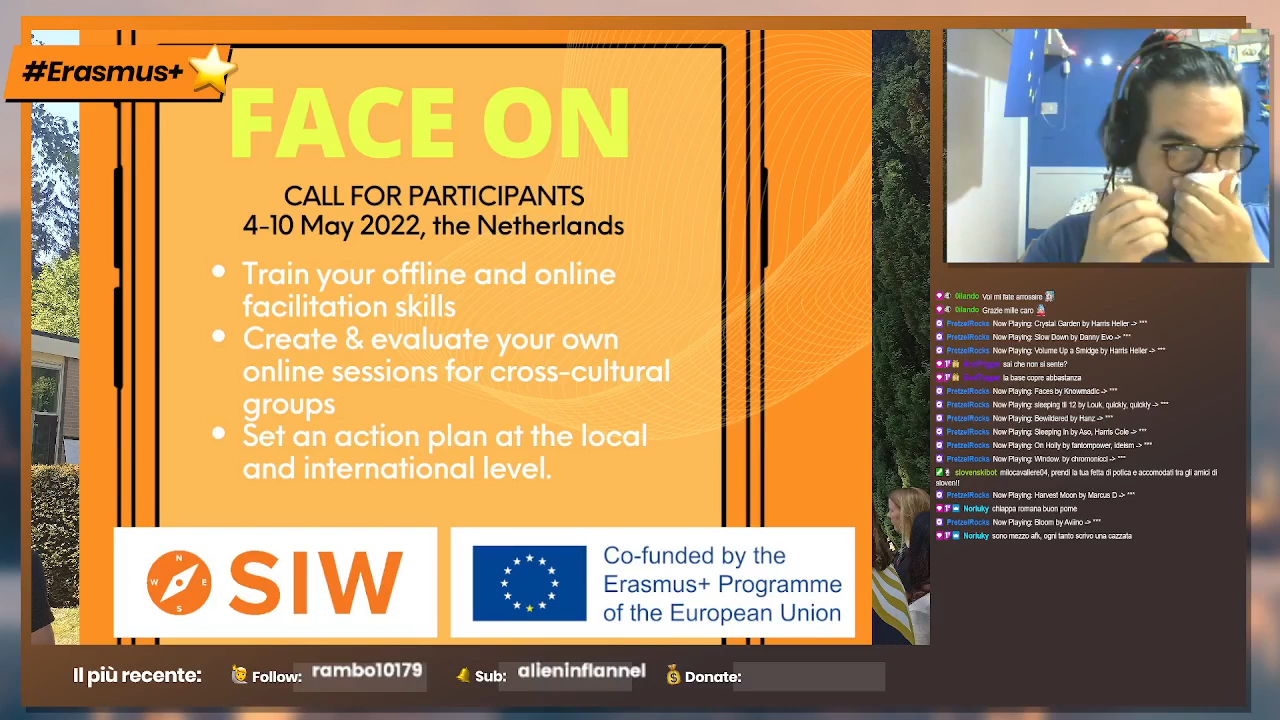 #Erasmus+
FACE ON
CALL FOR PARTICIPANTS
4-10 May 2022, the Netherlands
Train your offline and online
facilitation skills
Create & evaluate your own
online sessions for cross-cultural
groups
Set an action plan at the local
and international level.
N
W E
S
SIW
Co-funded by the
Erasmus+ Programme
of the European Union
0ilando Voi mi fate arrossire
0ilando Grazie mille caro
PretzelRocks Now Playing: Crystal Garden by Harris Heller -> ***
PretzelRocks Now Playing: Slow Down by Danny Evo -> ***
PretzelRocks Now Playing: Volume Up a Smidge by Harris Heller -> ***
sai che non si sente?
la base copre abbastanza
PretzelRocks Now Playing: Faces by Knowmadic -> ***
PretzelRocks Now Playing: sleeping ill 12 by Louk, quickly, quickly -> ***
PretzelRocks Now Playing: Bewildered by Hanz -> ***
PretzelRocks Now Playing: Sleeping In by Aso, Harris Cole -> ***
PretzelRocks Now Playing: On Holly by fantompower, Ideism -> ***
PretzelRocks Now Playing: Window. by chromonicci -> ***
slovenskibot milocavaliere04, prendi la tua fetta di potica e accomodati tra gli amici di
sloven!!
PretzelRocks Now Playing: Harvest Moon by Marcus D -> ***
Noriuky chiappa romana buon pome
PretzelRocks Now Playing: Bloom by Aviino -> ***
Noriuky sono mezzo afk, ogni tanto scrivo una cazzata
Il più recente: Follow: rambo10179 Sub: alieninflannel Donate: